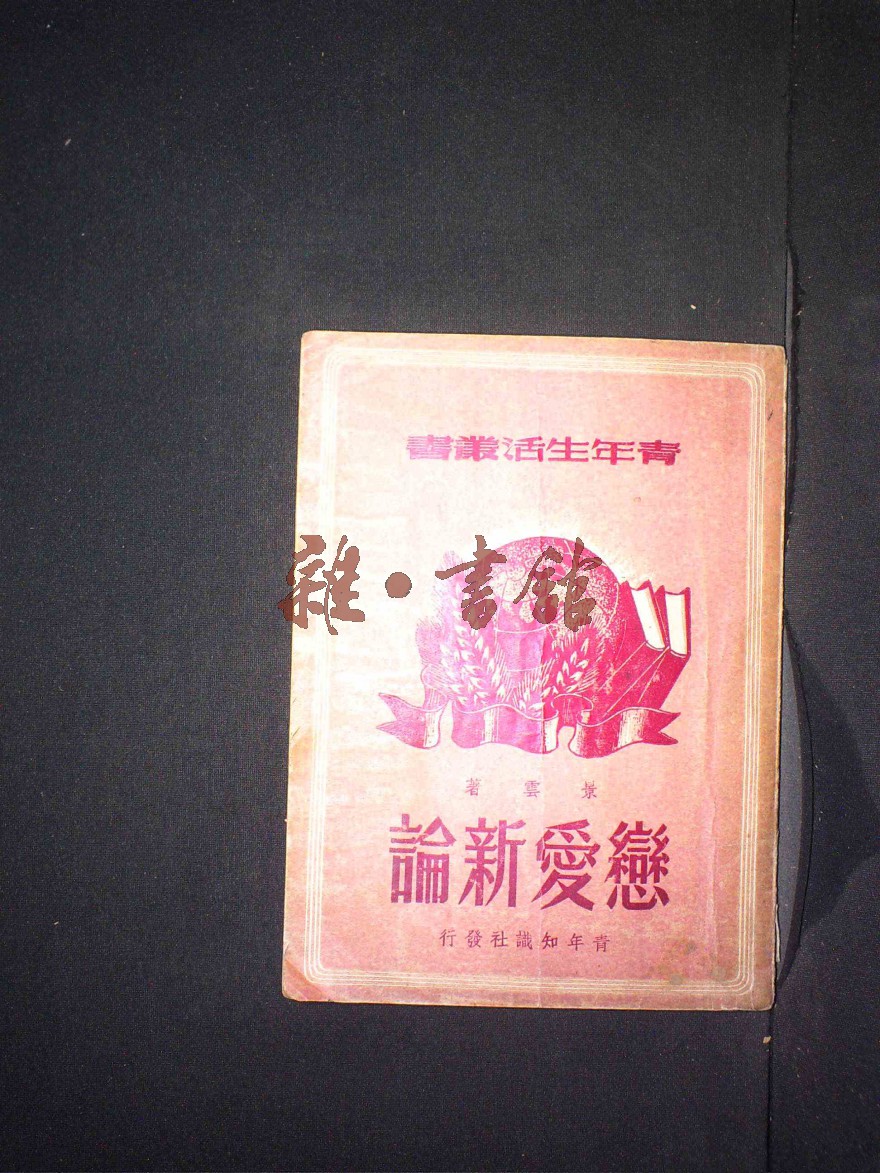 青年生活叢書
雜·書館
景雲著
戀愛新論
青年知識社發行